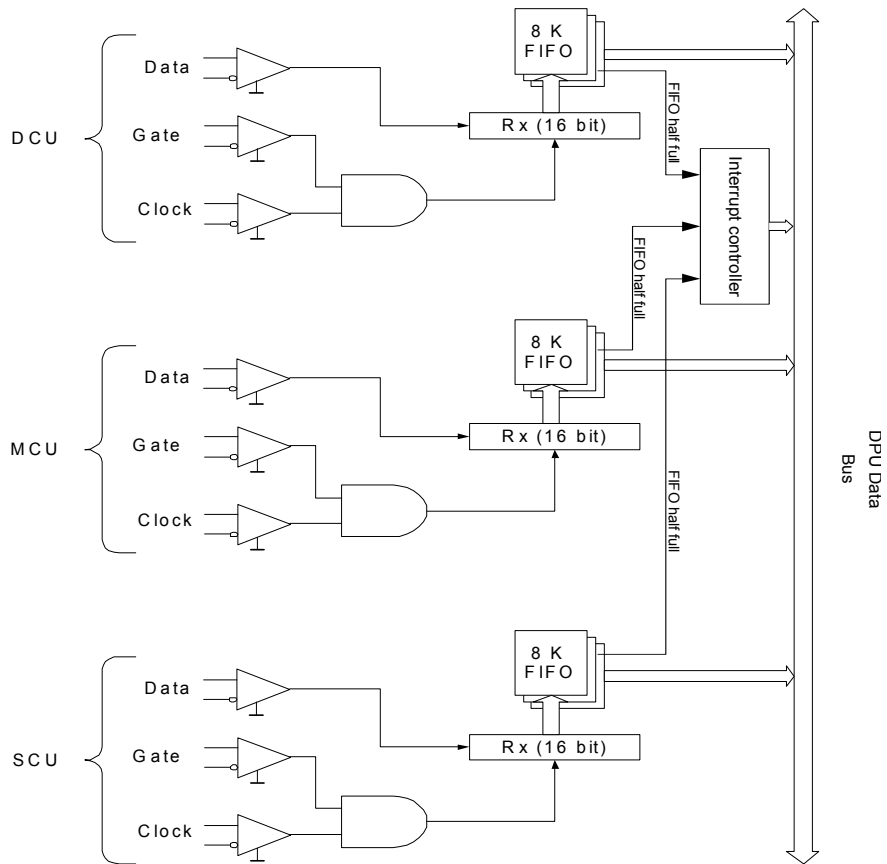 8 K
FIFO
Data
DCU
Gate
Clock
Rx (16 bit)
FIFO half full
Interrupt controller
FIFO half full
8 K
FIFO
Data
MCU
Gate
Clock
Rx (16 bit)
FIFO half full
DPU Data
Bus
8 K
FIFO
Data
SCU
Gate
Clock
Rx (16 bit)